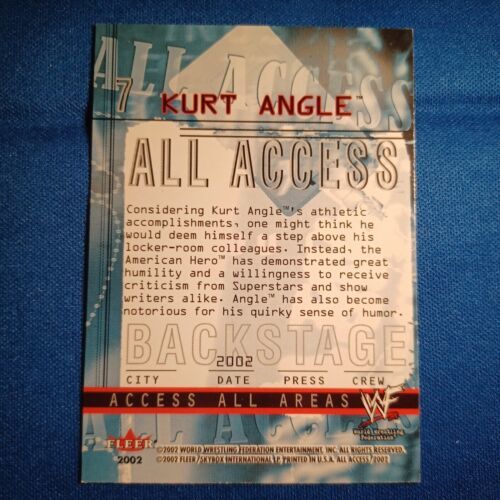 ALL ACCESS
7 KURT ANGLE™
ALL ACCESS
Considering Kurt Angle™'s athletic
accomplishments, one might think he
would deem himself a step above his
locker-room colleagues. Instead, the
American Hero™ has demonstrated great
humility and a willingness to receive
criticism from Superstars and show
writers alike. Angle™ has also become
notorious for his quirky sense of humor.
BACKSTAGE
2002
CITY DATE PRESS CREW
ACCESS ALL AREAS
World Wrestling
Federation®
FLEER
2002
©2002 WORLD WRESTLING FEDERATION ENTERTAINMENT, INC. ALL RIGHTS RESERVED.
©2002 FLEER/SKYBOX INTERNATIONAL LP. PRINTED IN U.S.A. ALL ACCESS/2002